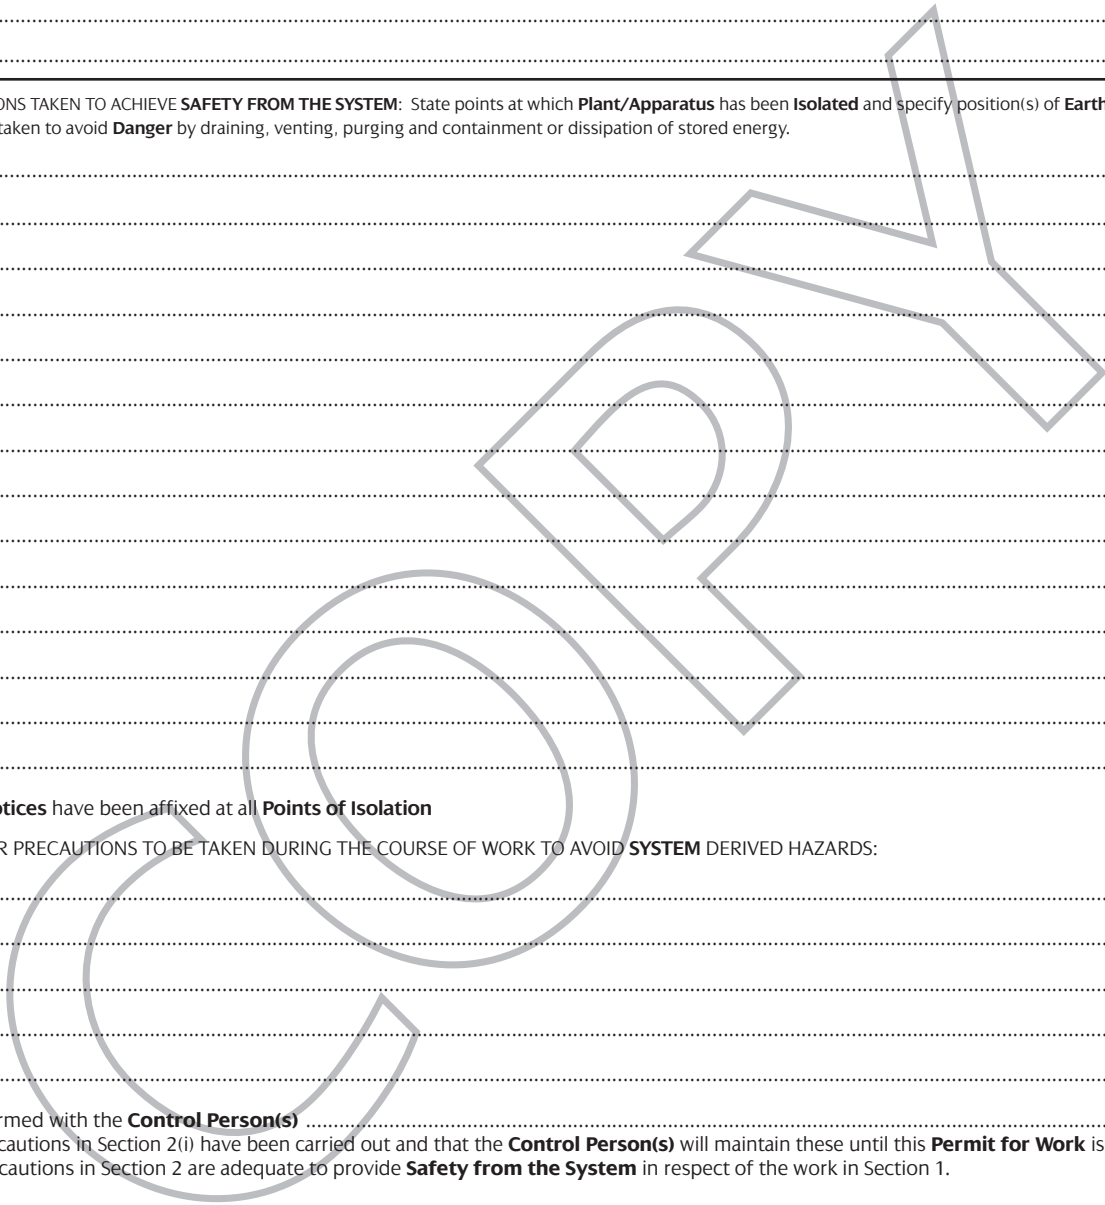 ONS TAKEN TO ACHIEVE SAFETY FROM THE SYSTEM: State points at which Plant/Apparatus has been Isolated and specify position(s) of Earth
taken to avoid Danger by draining, venting, purging and containment or dissipation of stored energy.
otices have been affixed at all Points of Isolation
R PRECAUTIONS TO BE TAKEN DURING THE COURSE OF WORK TO AVOID SYSTEM DERIVED HAZARDS:
rmed with the Control Person(s)
cautions in Section 2(i) have been carried out and that the Control Person(s) will maintain these until this Permit for Work is
cautions in Section 2 are adequate to provide Safety from the System in respect of the work in Section 1.
COPY